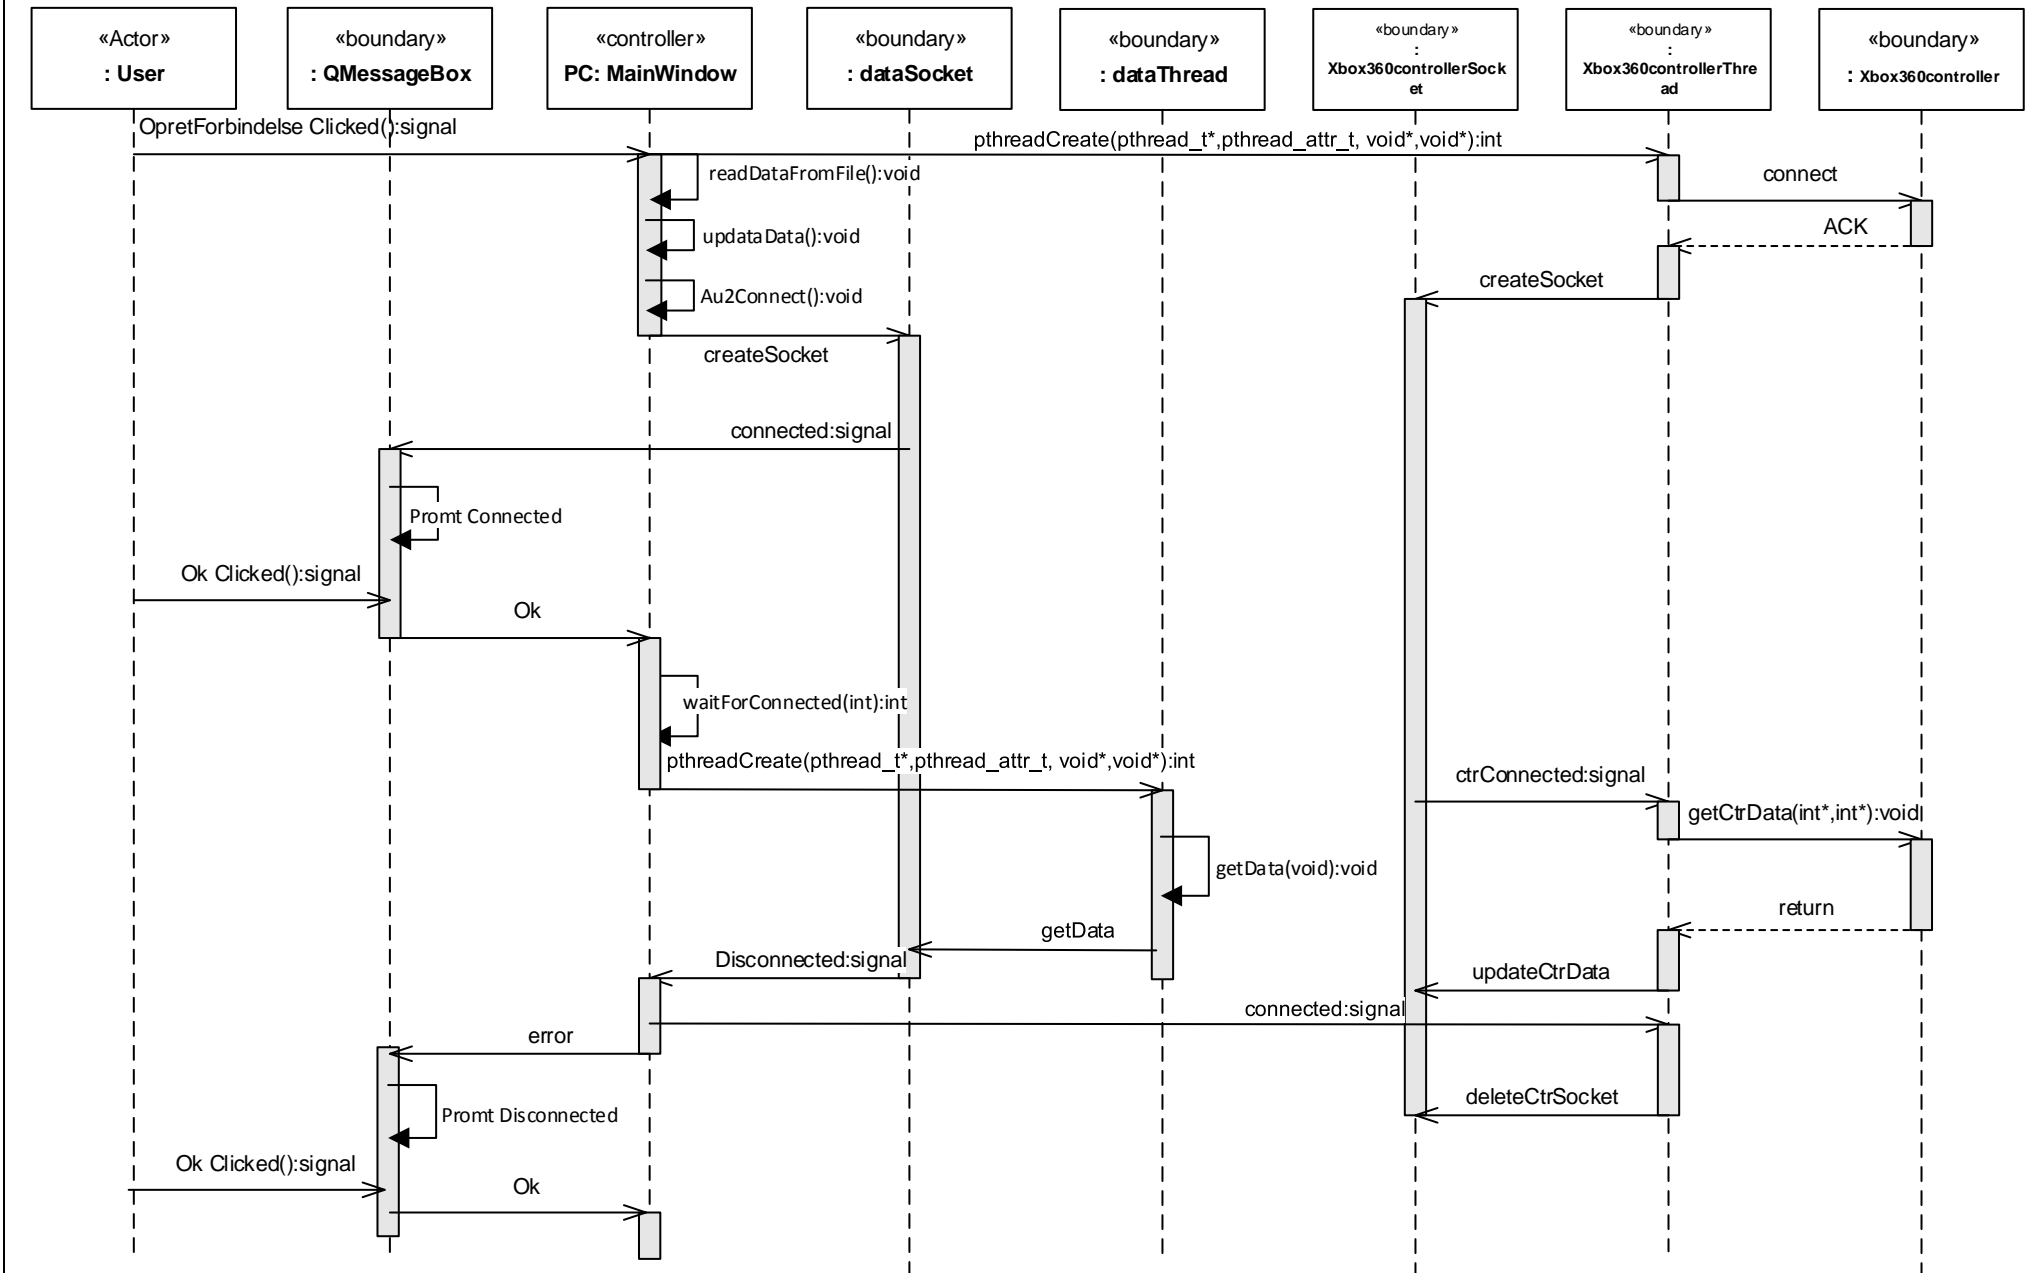 «Actor»
: User
«boundary»
: QMessageBox
«controller»
PC: MainWindow
«boundary»
: dataSocket
«boundary»
: dataThread
«boundary»
:
Xbox360controllerSock
et
«boundary»
:
Xbox360controllerThre
ad
«boundary»
: Xbox360controller
OpretForbindelse Clicked():signal
pthreadCreate(pthread_t*,pthread_attr_t, void*,void*):int
readDataFromFile():void
connect
updataData():void
ACK
Au2Connect():void
createSocket
createSocket
connected:signal
Promt Connected
Ok Clicked():signal
Ok
waitForConnected(int):int
pthreadCreate(pthread_t*,pthread_attr_t, void*,void*):int
ctrConnected:signal
getCtrData(int*,int*):void
getData(void):void
return
getData
Disconnected:signal
updateCtrData
connected:signal
error
deleteCtrSocket
Promt Disconnected
Ok Clicked():signal
Ok